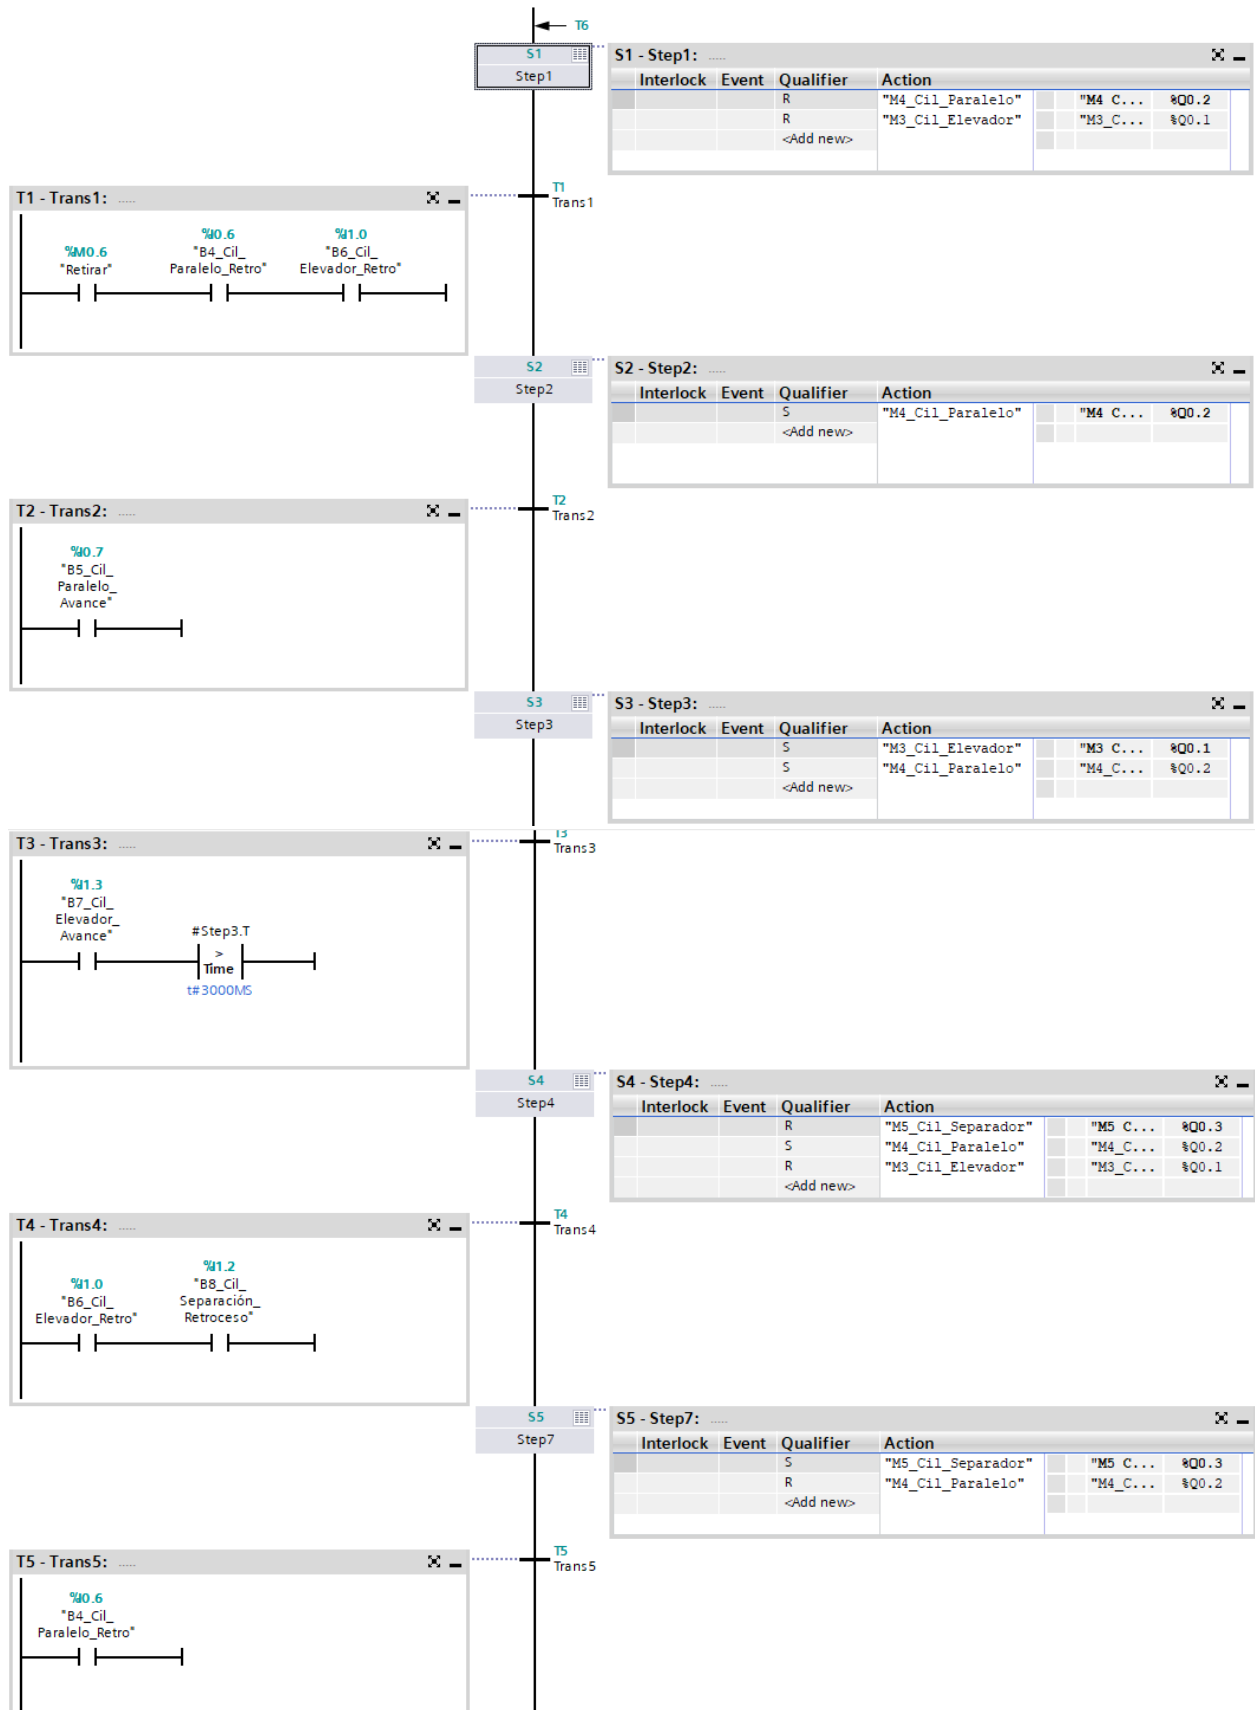 T6
S1
Step1
S1 - Step1: .....
Interlock Event Qualifier Action
R "M4_Cil_Paralelo" "M4 C... %Q0.2
R "M3_Cil_Elevador" "M3_C... %Q0.1
<Add new>
T1 - Trans1: .....
T1
Trans1
%M0.6
"Retirar"
%I0.6
"B4_Cil_
Paralelo_Retro"
%I1.0
"B6_Cil_
Elevador_Retro"
S2
Step2
S2 - Step2: .....
Interlock Event Qualifier Action
S "M4_Cil_Paralelo" "M4 C... %Q0.2
<Add new>
T2 - Trans2: .....
T2
Trans2
%I0.7
"B5_Cil_
Paralelo_
Avance"
S3
Step3
S3 - Step3: .....
Interlock Event Qualifier Action
S "M3_Cil_Elevador" "M3 C... %Q0.1
S "M4_Cil_Paralelo" "M4_C... %Q0.2
<Add new>
T3 - Trans3: .....
T3
Trans3
%I1.3
"B7_Cil_
Elevador_
Avance"
#Step3.T
>
Time
t#3000MS
S4
Step4
S4 - Step4: .....
Interlock Event Qualifier Action
R "M5_Cil_Separador" "M5 C... %Q0.3
S "M4_Cil_Paralelo" "M4_C... %Q0.2
R "M3_Cil_Elevador" "M3_C... %Q0.1
<Add new>
T4 - Trans4: .....
T4
Trans4
%I1.0
"B6_Cil_
Elevador_Retro"
%I1.2
"B8_Cil_
Separación_
Retroceso"
S5
Step7
S5 - Step7: .....
Interlock Event Qualifier Action
S "M5_Cil_Separador" "M5 C... %Q0.3
R "M4_Cil_Paralelo" "M4_C... %Q0.2
<Add new>
T5 - Trans5: .....
T5
Trans5
%I0.6
"B4_Cil_
Paralelo_Retro"